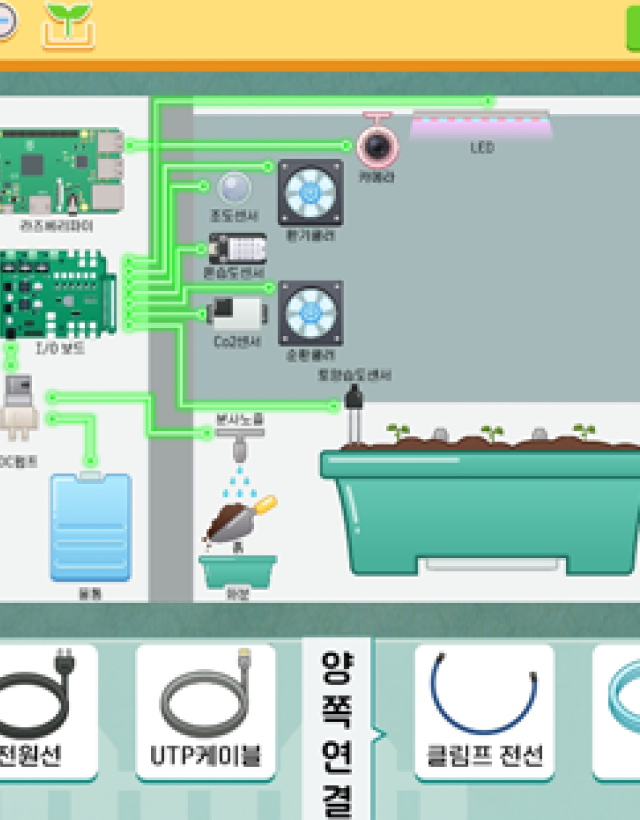 LED
카메라
라즈베리파이
조도센서
환기쿨러
온습도센서
I/O 보드
Co2센서
순환쿨러
토양습도센서
분사노즐
DC펌프
흙
물통
화분
전원선
UTP케이블
양쪽연결
클립프 전선